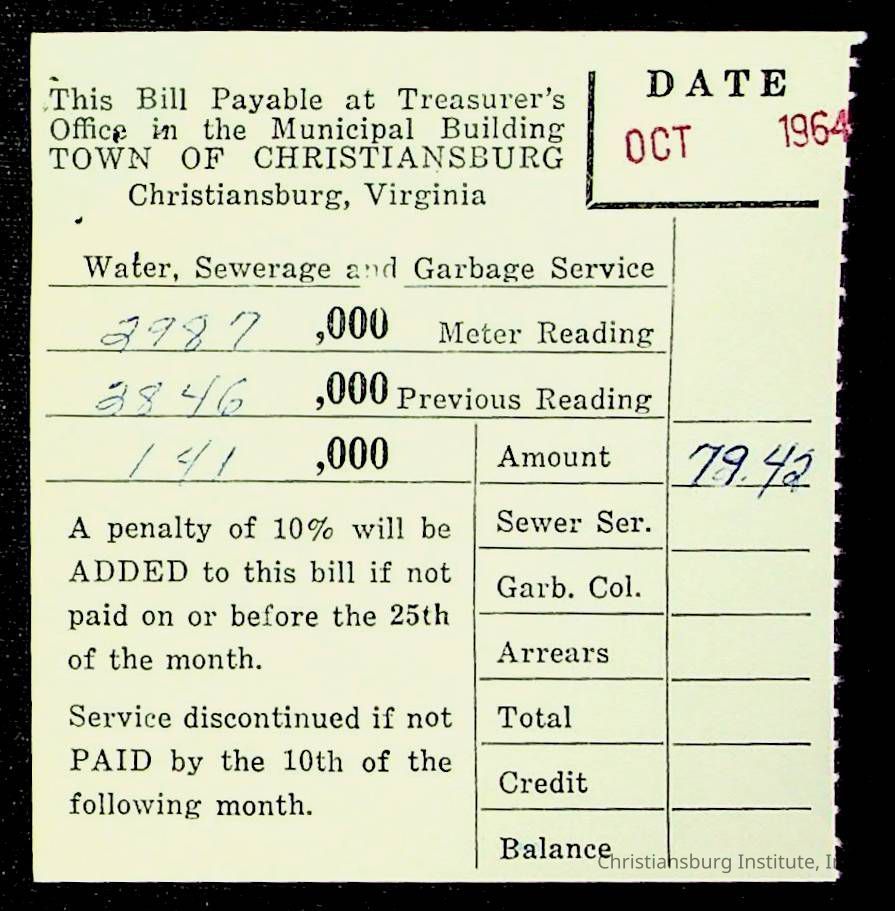 This Bill Payable at Treasurer's
Office in the Municipal Building
TOWN OF CHRISTIANSBURG
Christiansburg, Virginia
DATE
OCT 1964
Water, Sewerage and Garbage Service
2987 ,000 Meter Reading
2846 ,000 Previous Reading
141 ,000 Amount 79.42
A penalty of 10% will be
ADDED to this bill if not
paid on or before the 25th
of the month.
Service discontinued if not
PAID by the 10th of the
following month.
Sewer Ser.
Garb. Col.
Arrears
Total
Credit
Balance
Christiansburg Institute,